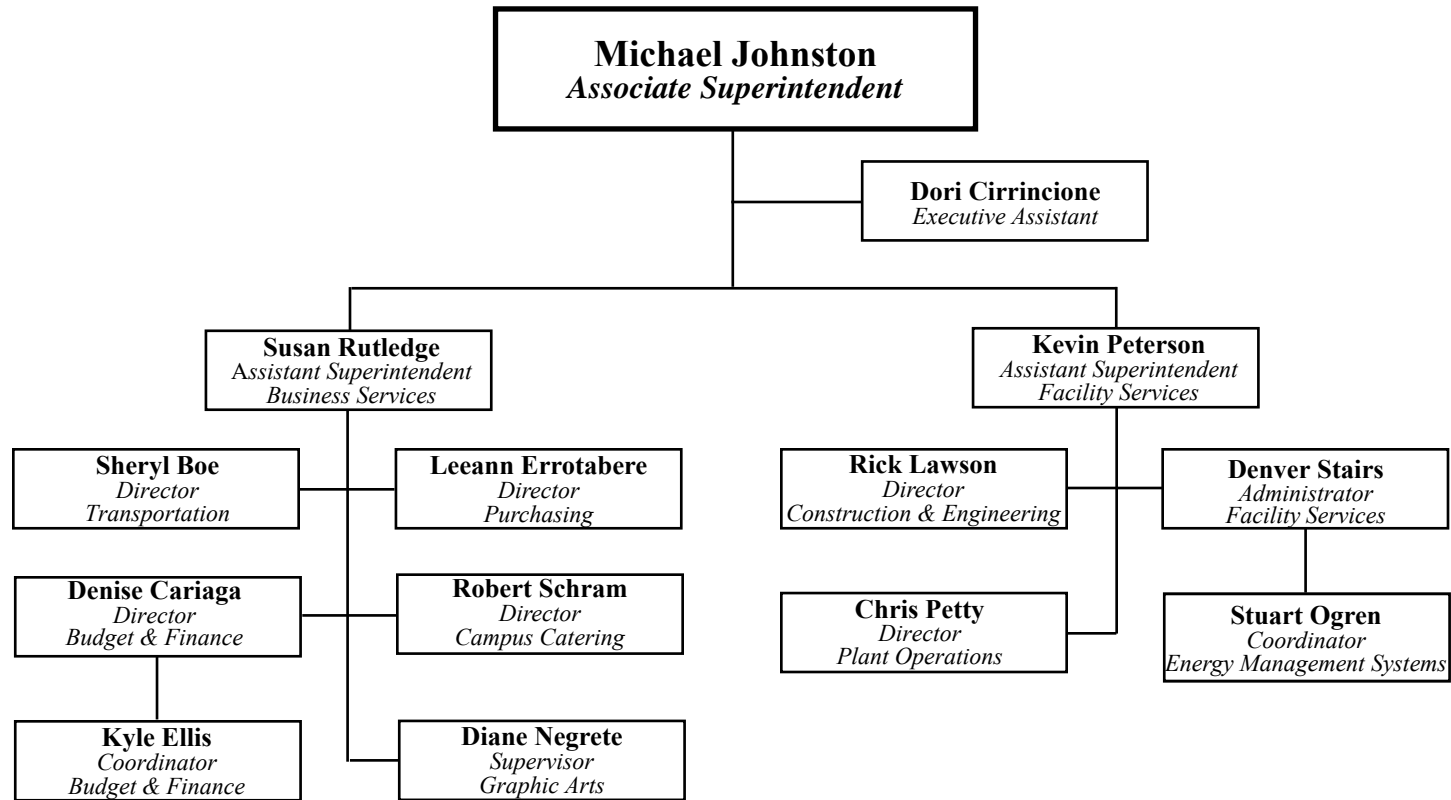 Michael Johnston
Associate Superintendent
Dori Cirrincione
Executive Assistant
Susan Rutledge
Assistant Superintendent
Business Services
Kevin Peterson
Assistant Superintendent
Facility Services
Sheryl Boe
Director
Transportation
Leeann Errotabere
Director
Purchasing
Rick Lawson
Director
Construction & Engineering
Denver Stairs
Administrator
Facility Services
Denise Cariaga
Director
Budget & Finance
Robert Schram
Director
Campus Catering
Chris Petty
Director
Plant Operations
Stuart Ogren
Coordinator
Energy Management Systems
Kyle Ellis
Coordinator
Budget & Finance
Diane Negrete
Supervisor
Graphic Arts